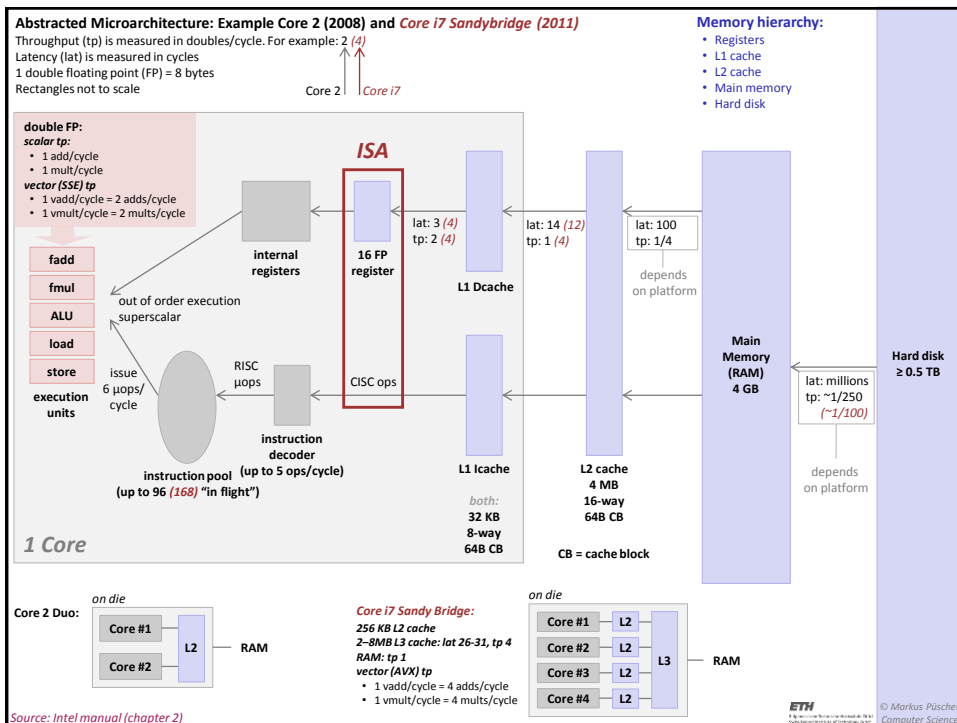 Abstracted Microarchitecture: Example Core 2 (2008) and Core i7 Sandybridge (2011)
Throughput (tp) is measured in doubles/cycle. For example: 2 (4)
Latency (lat) is measured in cycles
1 double floating point (FP) = 8 bytes
Rectangles not to scale
Core 2
Core i7
Memory hierarchy:
• Registers
• L1 cache
• L2 cache
• Main memory
• Hard disk
double FP:
scalar tp:
• 1 add/cycle
• 1 mult/cycle
vector (SSE) tp
• 1 vadd/cycle = 2 adds/cycle
• 1 vmult/cycle = 2 mults/cycle
fadd
fmul
ALU
load
store
execution
units
out of order execution
superscalar
issue
6 μops/
cycle
internal
registers
ISA
16 FP
register
RISC
μops
CISC ops
instruction
decoder
(up to 5 ops/cycle)
instruction pool
(up to 96 (168) “in flight”)
1 Core
lat: 3 (4)
tp: 2 (4)
L1 Dcache
L1 Icache
both:
32 KB
8-way
64B CB
lat: 14 (12)
tp: 1 (4)
L2 cache
4 MB
16-way
64B CB
CB = cache block
lat: 100
tp: 1/4
depends
on platform
Main
Memory
(RAM)
4 GB
lat: millions
tp: ~1/250
(~1/100)
depends
on platform
Hard disk
≥ 0.5 TB
Core 2 Duo:
on die
Core #1
Core #2
L2
RAM
Core i7 Sandy Bridge:
256 KB L2 cache
2–8MB L3 cache: lat 26-31, tp 4
RAM: tp 1
vector (AVX) tp
• 1 vadd/cycle = 4 adds/cycle
• 1 vmult/cycle = 4 mults/cycle
on die
Core #1 L2
Core #2 L2
Core #3 L2
Core #4 L2
L3
RAM
Source: Intel manual (chapter 2)
ETH
Eidgenössische Technische Hochschule Zürich
Swiss Federal Institute of Technology Zurich
© Markus Püschel
Computer Science